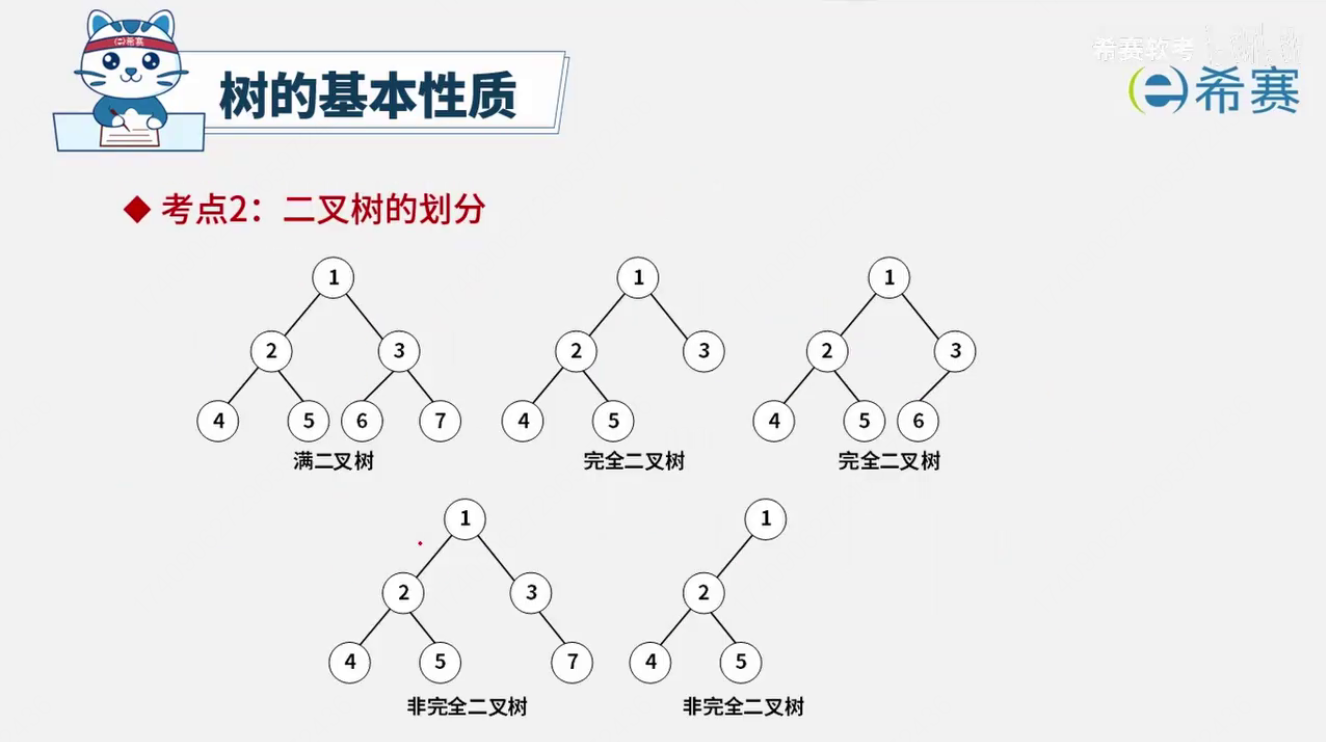 希赛
树的基本性质
希赛软考
希赛
考点2：二叉树的划分
1 1 1
2 3 2 3 2 3
4 5 6 7 4 5 4 5 6
满二叉树 完全二叉树 完全二叉树
1 1
2 3 2
4 5 7 4 5
非完全二叉树 非完全二叉树